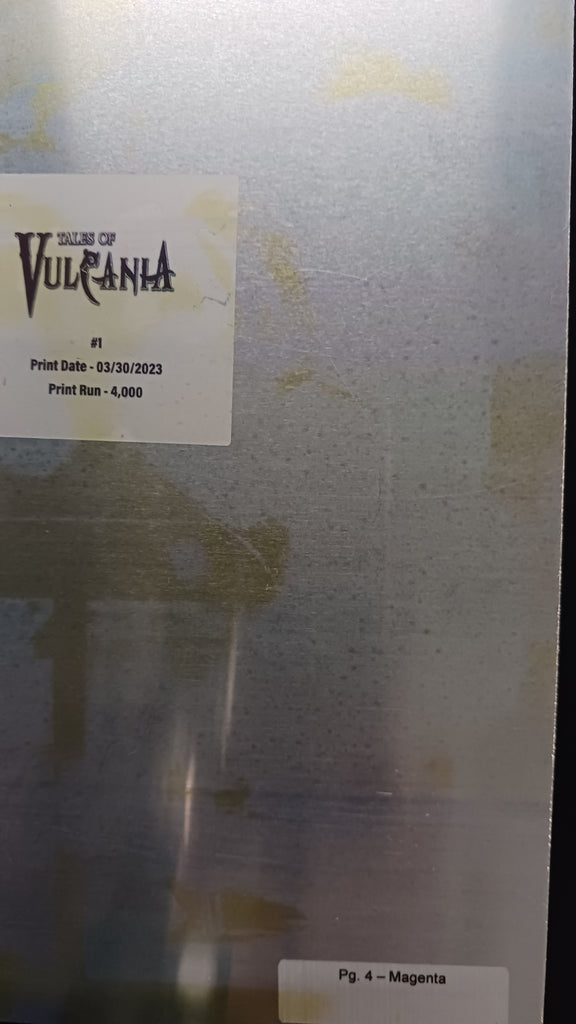 TALES OF
VULCANIA
#1
Print Date - 03/30/2023
Print Run - 4,000
Pg. 4 – Magenta